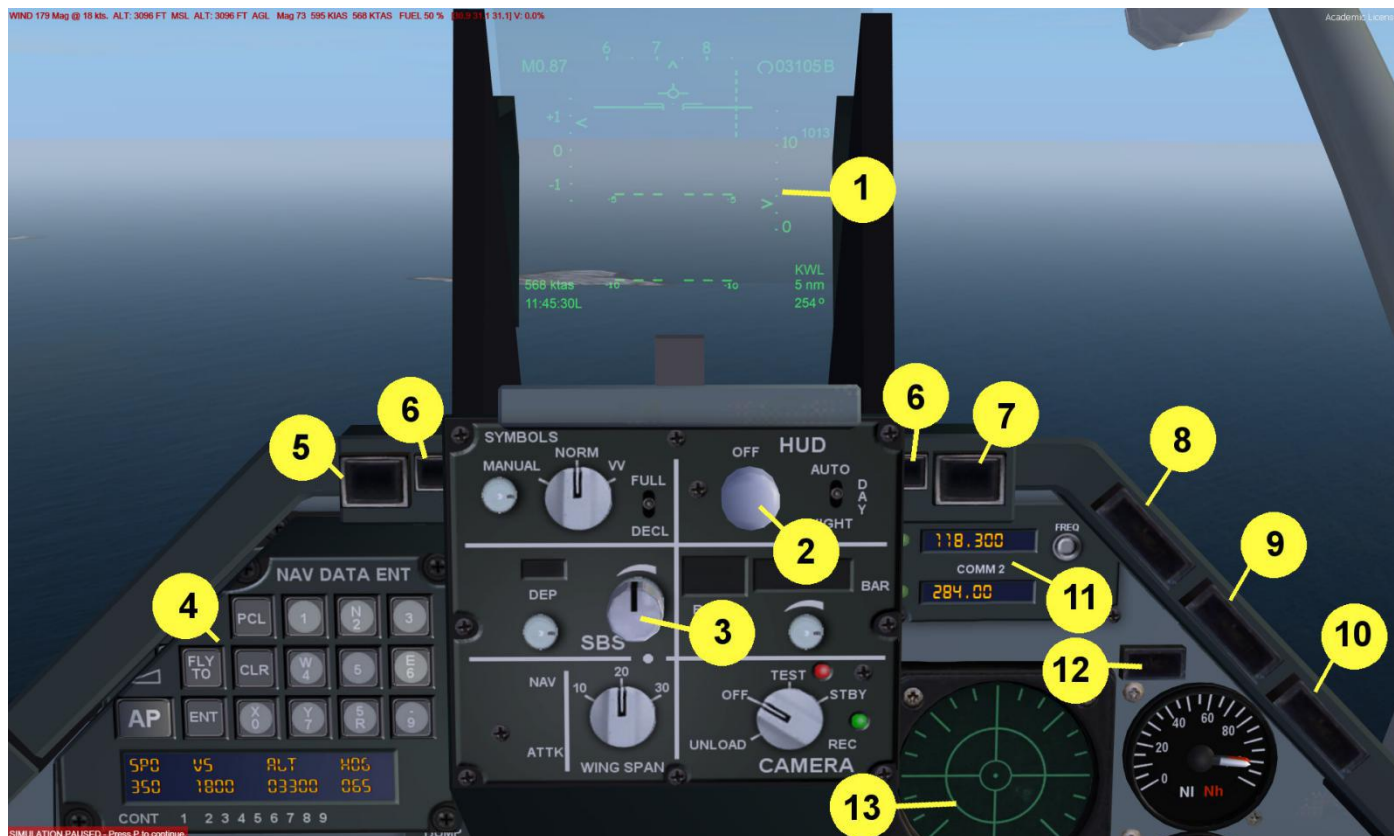 WIND 179 Mag @ 18 kts. ALT: 3096 FT MSL ALT: 3096 FT AGL Mag 73 595 KIAS 568 KTAS FUEL 50 %
V: 0.0%
Academic
6 7 8
M0.87
03105 B
+1
0
-1
10 1013
0
1
-5 -5
KWL
568 ktas
-10 -10
5 nm
11:45:30L
254 º
6
5
6
7
8
9
10
SYMBOLS
MANUAL
NORM
VV
FULL
DECL
HUD
OFF
AUTO
DAY
2
DEP
SBS
3
BAR
NAV
ATTK
10 20 30
WING SPAN
TEST
OFF
STBY
UNLOAD
REC
CAMERA
NAV DATA ENT
4
PCL 1 N 2 3
FLY TO CLR W 4 5 E 6
AP ENT X 0 Y 7 -9
SPD VS ALT HDG
350 1800 03300 065
CONT 1 2 3 4 5 6 7 8 9
118.300
FREQ
COMM 2
284.00
11
12
13
0 20 40 60 80
NI Nh
SIMULATION PAUSED - Press P to continue